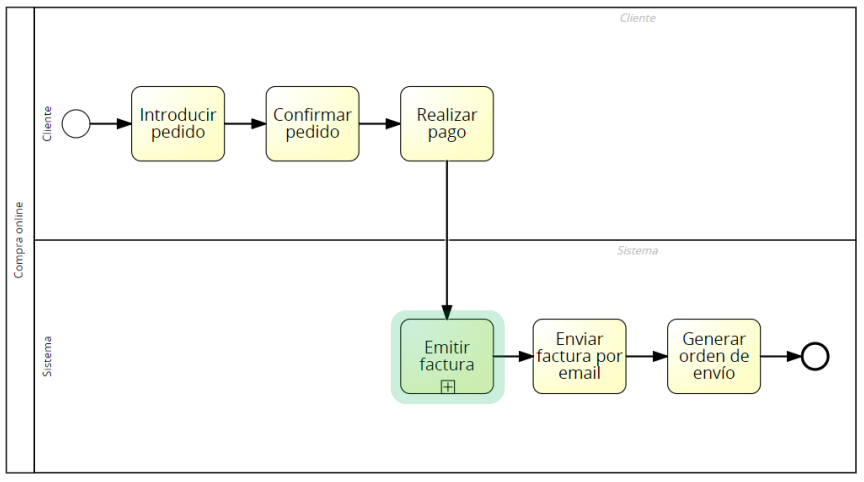 Compra online
Cliente
Cliente
Introducir
pedido
Confirmar
pedido
Realizar
pago
Sistema
Sistema
Emitir
factura
Enviar
factura por
email
Generar
orden de
envío